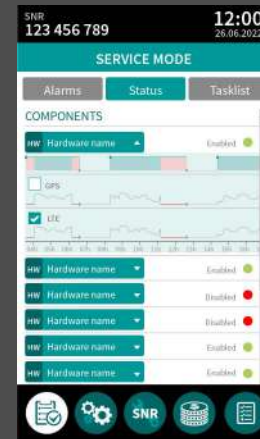 SNR
123 456 789
12:00
26.06.2022
SERVICE MODE
Alarms Status Tasklist
COMPONENTS
HW Hardware name Enabled
GPS
LTE
HW Hardware name Enabled
HW Hardware name Disabled
HW Hardware name Disabled
HW Hardware name Enabled
HW Hardware name Enabled
SNR